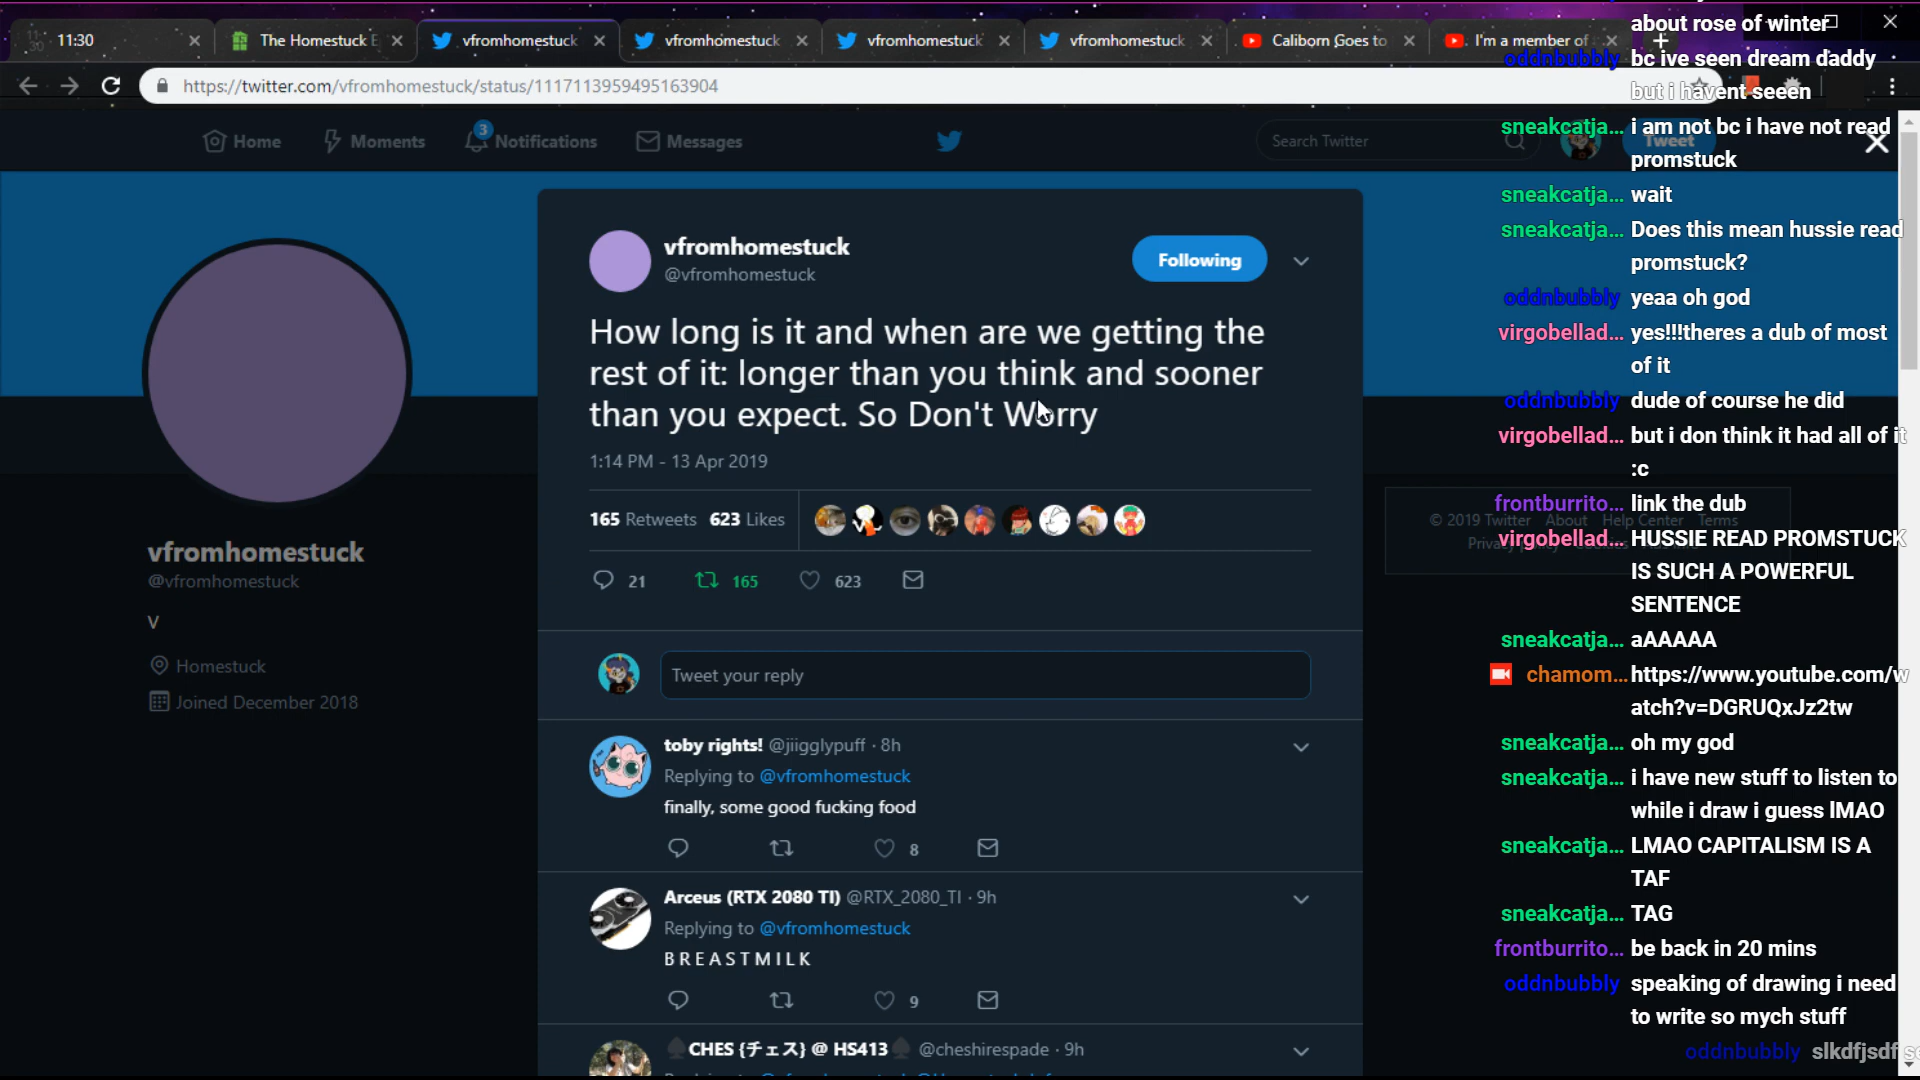 11:30
The Homestuck E
vfromhomestuck
vfromhomestuck
vfromhomestuck
vfromhomestuck
Caliborn Goes to
I'm a member of
https://twitter.com/vfromhomestuck/status/1117113959495163904
Home
Moments
3
Notifications
Messages
Search Twitter
Tweet
vfromhomestuck
@vfromhomestuck
v
Homestuck
Joined December 2018
vfromhomestuck
@vfromhomestuck
Following
How long is it and when are we getting the
rest of it: longer than you think and sooner
than you expect. So Don't Worry
1:14 PM - 13 Apr 2019
165 Retweets 623 Likes
21
165
623
Tweet your reply
toby rights! @jiigglypuff · 8h
Replying to @vfromhomestuck
finally, some good fucking food
8
Arceus (RTX 2080 TI) @RTX_2080_TI · 9h
Replying to @vfromhomestuck
B R E A S T M I L K
9
♠CHES {チェス} @ HS413♠ @cheshirespade · 9h
© 2019 Twitter About Help Center Terms
about rose of winter
oddnbubbly bc ive seen dream daddy
but i havent seeen
sneakcatja... i am not bc i have not read
promstuck
sneakcatja... wait
sneakcatja... Does this mean hussie read
promstuck?
oddnbubbly yeaa oh god
virgobellad... yes!!!theres a dub of most
of it
oddnbubbly dude of course he did
virgobellad... but i don think it had all of it
:c
frontburrito... link the dub
virgobellad... HUSSIE READ PROMSTUCK
IS SUCH A POWERFUL
SENTENCE
sneakcatja... aAAAAA
chamom... https://www.youtube.com/w
atch?v=DGRUQxJz2tw
sneakcatja... oh my god
sneakcatja... i have new stuff to listen to
while i draw i guess lMAO
sneakcatja... LMAO CAPITALISM IS A
TAF
sneakcatja... TAG
frontburrito... be back in 20 mins
oddnbubbly speaking of drawing i need
to write so mych stuff
oddnbubbly slkdfjsdf